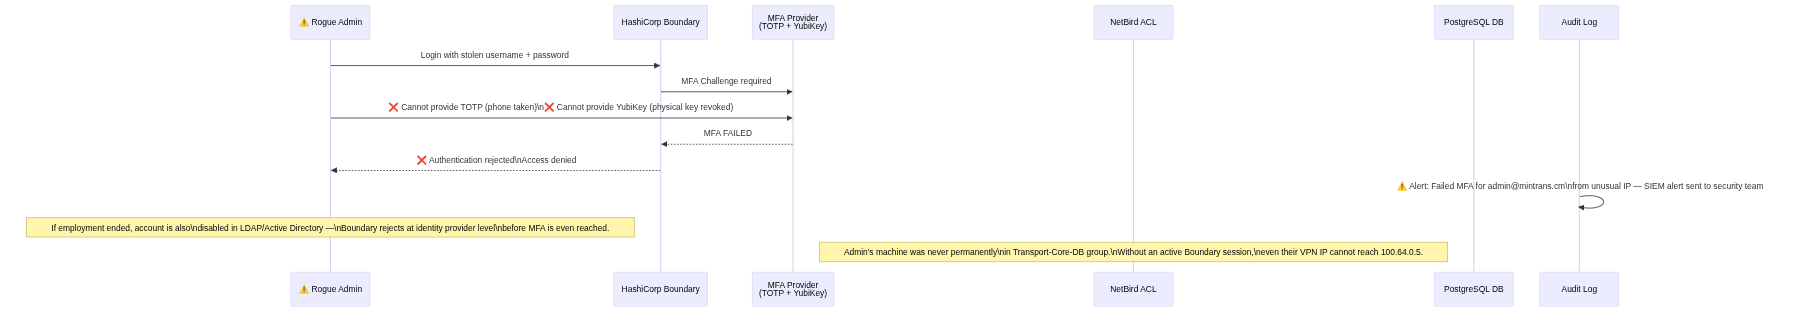 ⚠️ Rogue Admin
HashiCorp Boundary
MFA Provider
(TOTP + YubiKey)
NetBird ACL
PostgreSQL DB
Audit Log
Login with stolen username + password
MFA Challenge required
❌ Cannot provide TOTP (phone taken)\n❌ Cannot provide YubiKey (physical key revoked)
MFA FAILED
❌ Authentication rejected\nAccess denied
⚠️ Alert: Failed MFA for admin@mintrans.cm\nfrom unusual IP — SIEM alert sent to security team
If employment ended, account is also\ndisabled in LDAP/Active Directory —\nBoundary rejects at identity provider level\nbefore MFA is even reached.
Admin's machine was never permanently\nin Transport-Core-DB group.\nWithout an active Boundary session,\neven their VPN IP cannot reach 100.64.0.5.
⚠️ Rogue Admin
HashiCorp Boundary
MFA Provider
(TOTP + YubiKey)
NetBird ACL
PostgreSQL DB
Audit Log